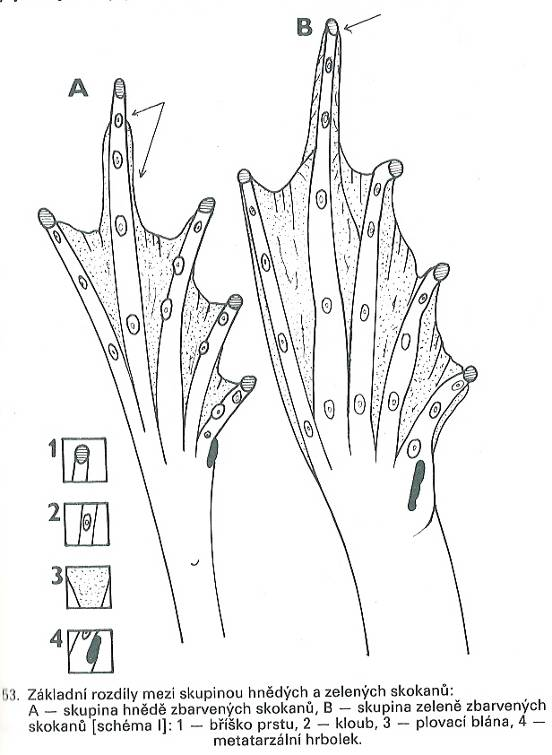 A
B
1
2
3
4
53. Základní rozdíly mezi skupinou hnědých a zelených skokanů:
A — skupina hnědě zbarvených skokanů, B — skupina zeleně zbarvených
skokanů [schéma I]: 1 — bříško prstu, 2 — kloub, 3 — plovací blána, 4 —
metatarzální hrbolek.